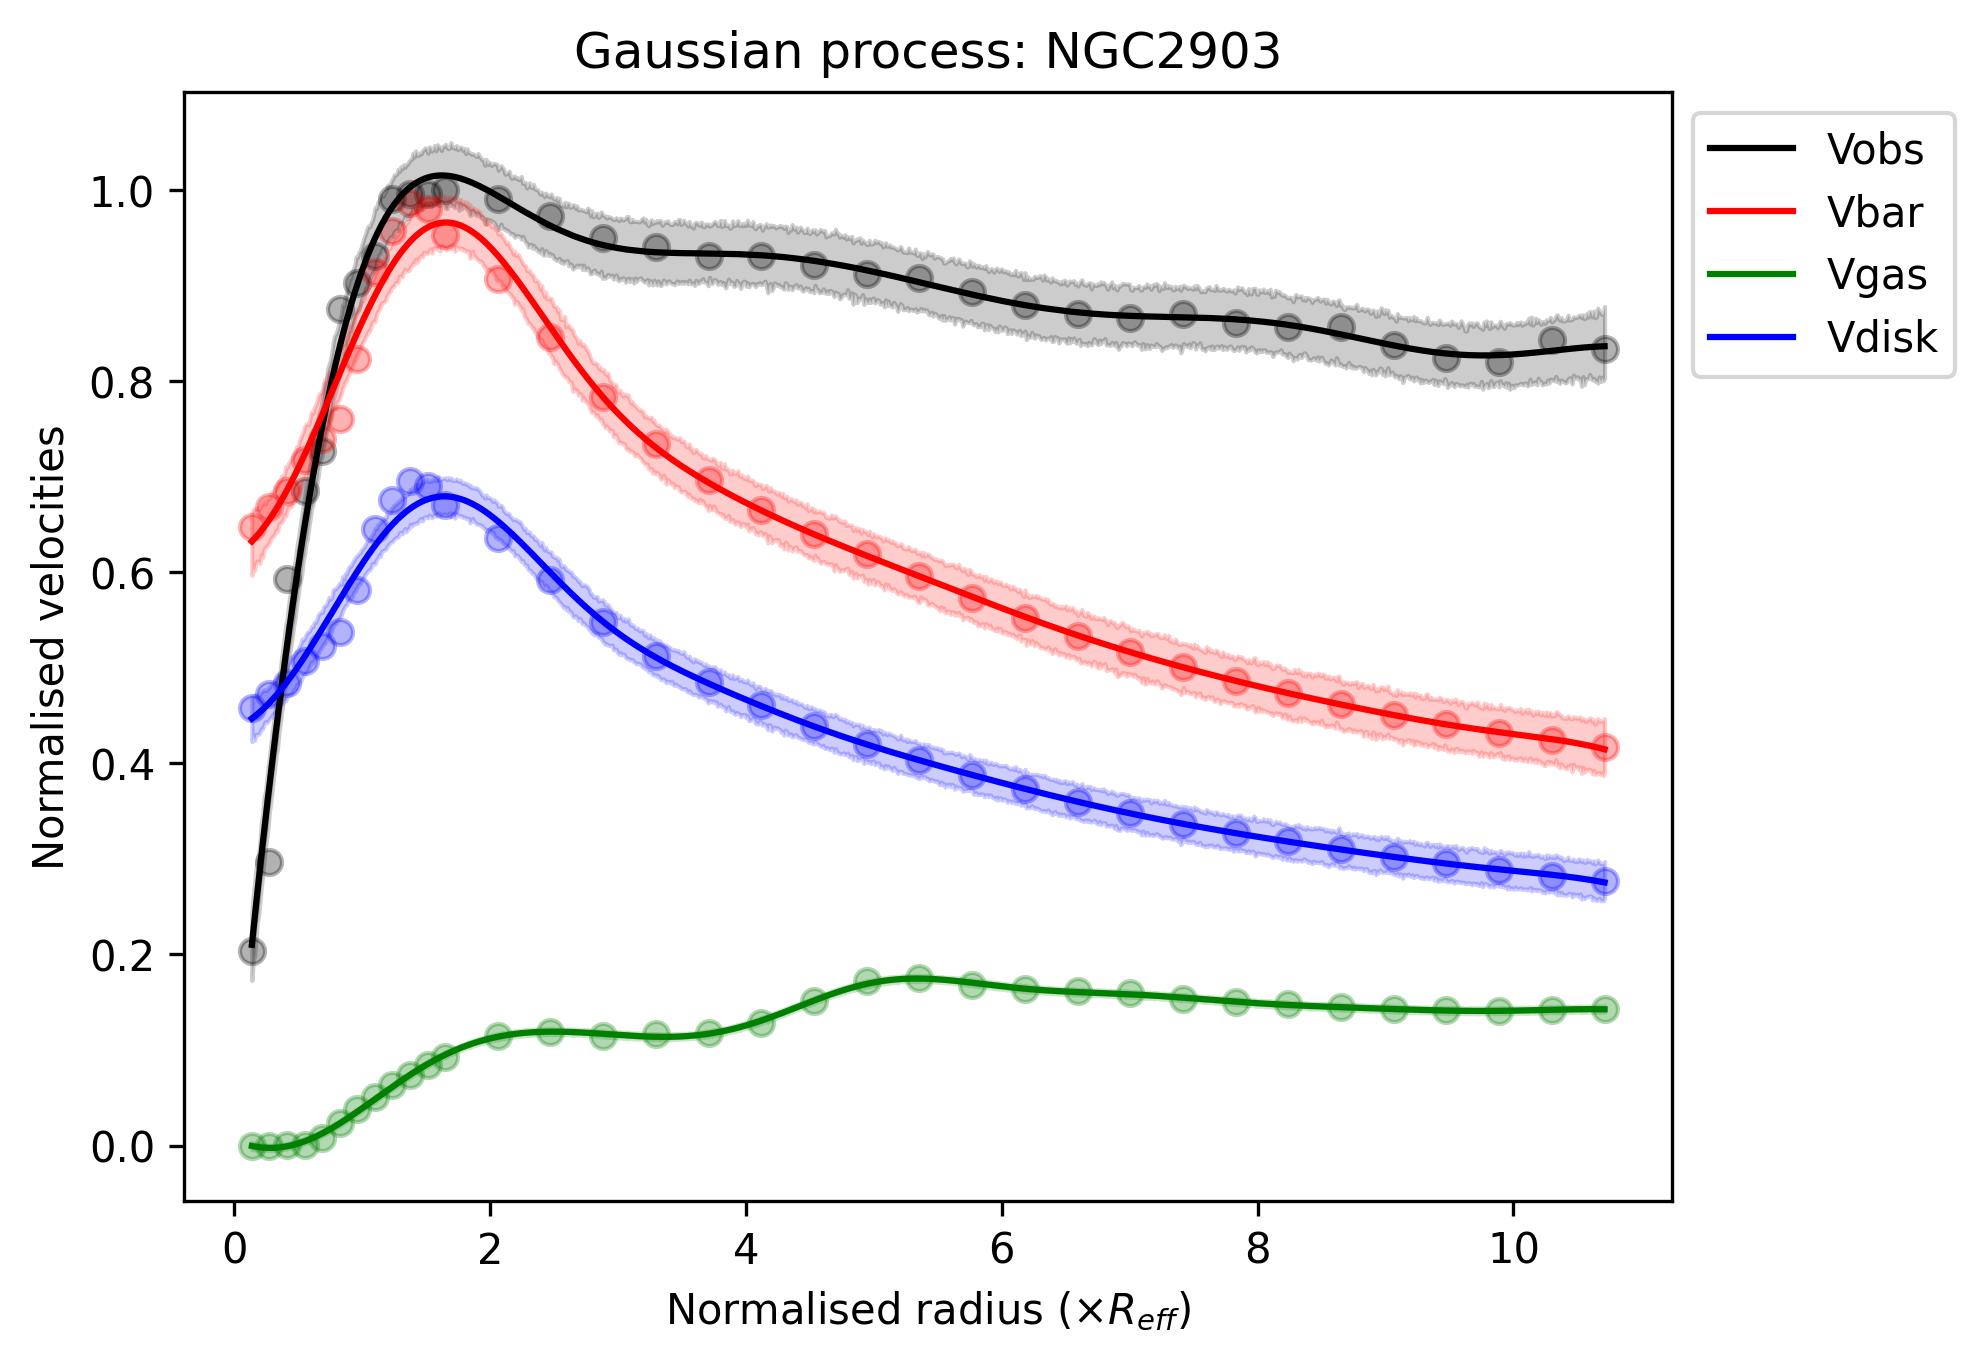 Gaussian process: NGC2903
Normalised velocities
1.0
0.8
0.6
0.4
0.2
0.0
0 2 4 6 8 10
Normalised radius (×R_eff)
Vobs
Vbar
Vgas
Vdisk